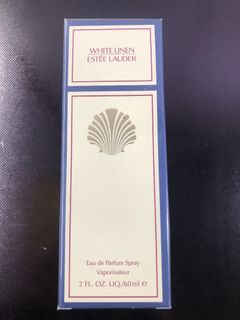 WHITE LINEN
ESTĒE LAUDER
Eau de Parfum Spray
Vaporisateur
2 FL. OZ. LIQ./60ml ℮